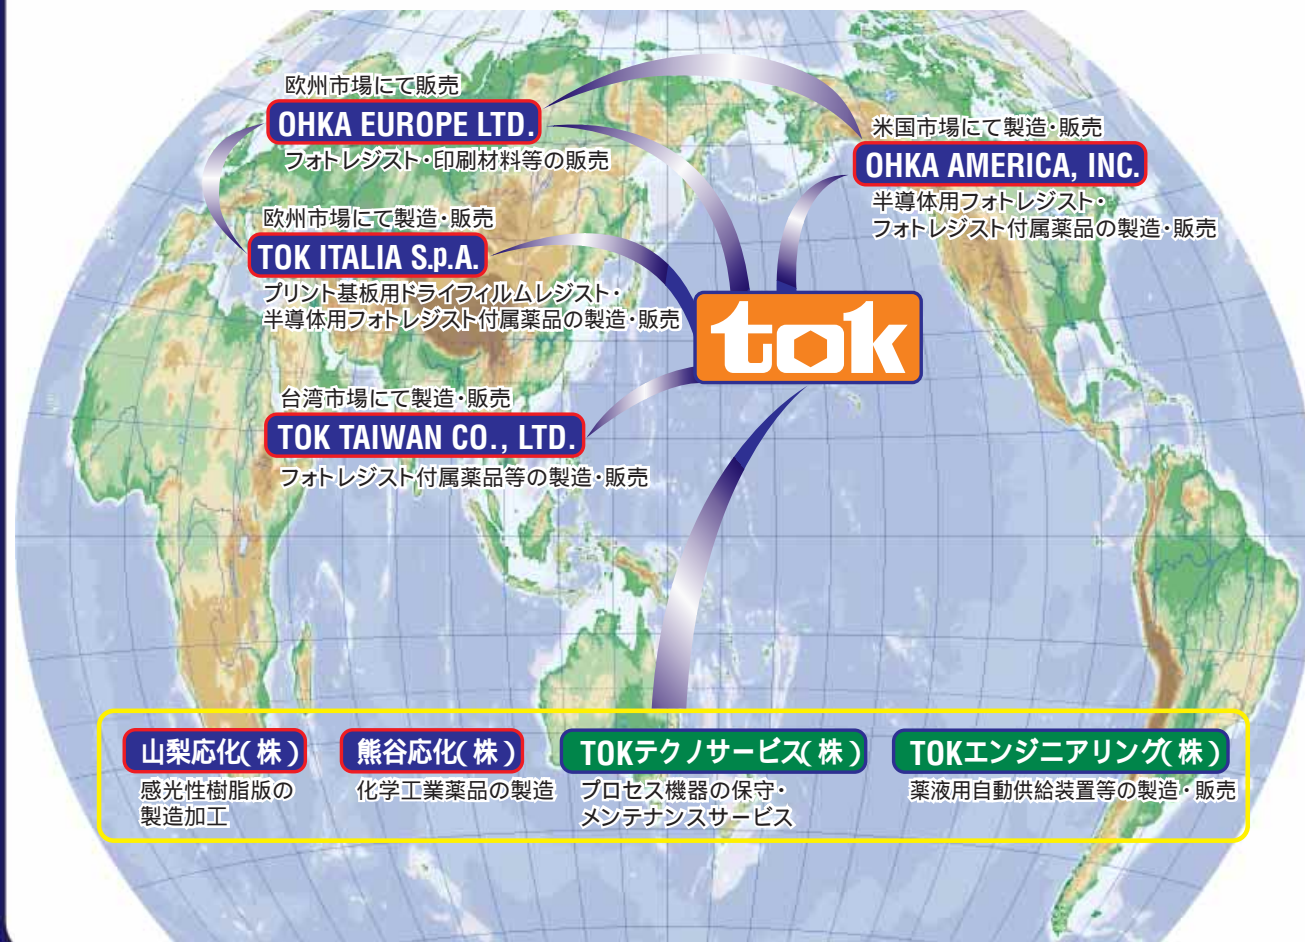 欧州市場にて販売
OHKA EUROPE LTD.
フォトレジスト・印刷材料等の販売
米国市場にて製造・販売
OHKA AMERICA, INC.
半導体用フォトレジスト・
フォトレジスト付属薬品の製造・販売
欧州市場にて製造・販売
TOK ITALIA S.p.A.
プリント基板用ドライフィルムレジスト・
半導体用フォトレジスト付属薬品の製造・販売
tok
台湾市場にて製造・販売
TOK TAIWAN CO., LTD.
フォトレジスト付属薬品等の製造・販売
山梨応化(株)
感光性樹脂版の
製造加工
熊谷応化(株)
化学工業薬品の製造
TOKテクノサービス(株)
プロセス機器の保守・
メンテナンスサービス
TOKエンジニアリング(株)
薬液用自動供給装置等の製造・販売